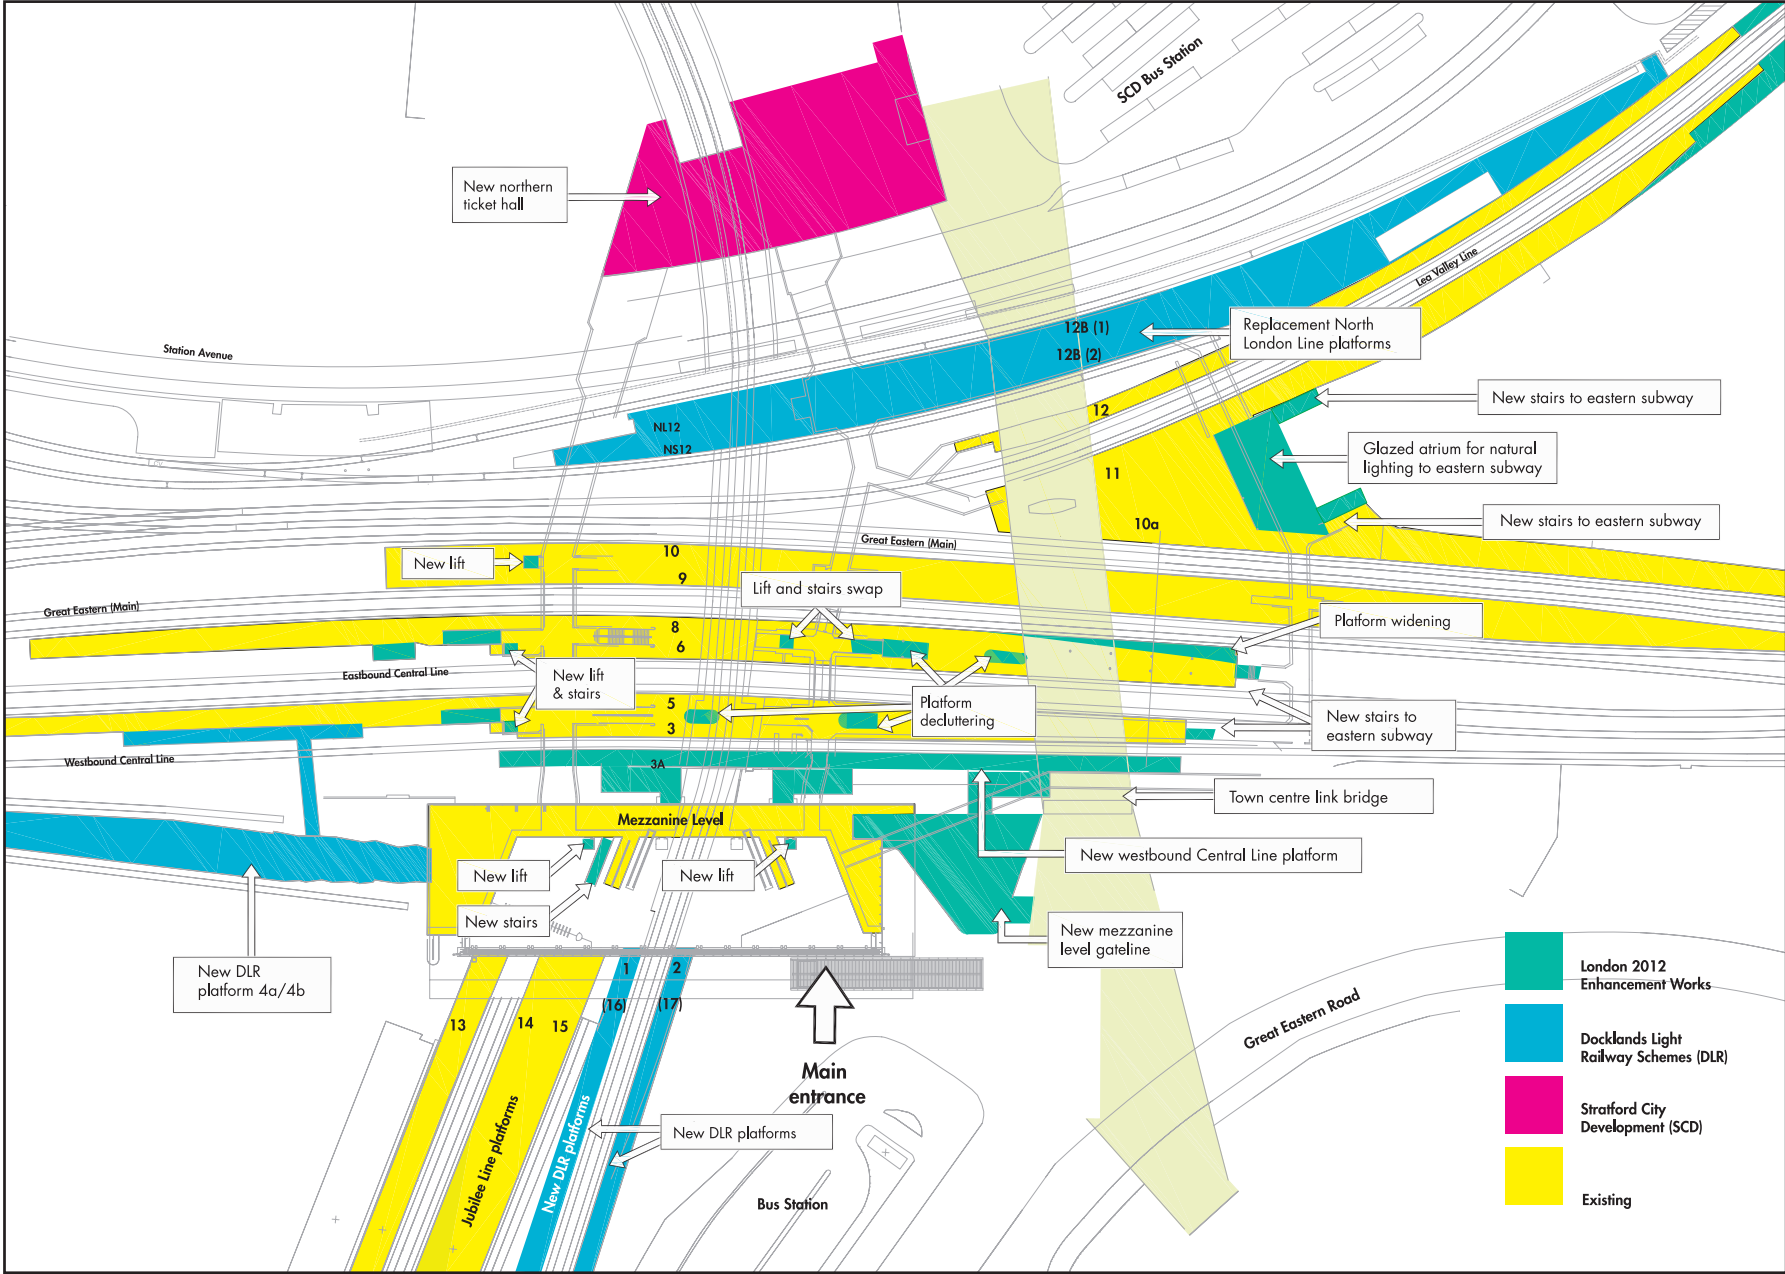 SCD Bus Station
New northern
ticket hall
Lea Valley Line
Station Avenue
12B (1)
12B (2)
Replacement North
London Line platforms
NL12
NS12
12
New stairs to eastern subway
Glazed atrium for natural
lighting to eastern subway
11
10a
New stairs to eastern subway
Great Eastern (Main)
10
9
New lift
Lift and stairs swap
Great Eastern (Main)
8
6
Platform widening
Eastbound Central Line
New lift
& stairs
5
3
Platform
decluttering
New stairs to
eastern subway
Westbound Central Line
3A
Town centre link bridge
Mezzanine Level
New westbound Central Line platform
New lift
New lift
New stairs
New mezzanine
level gateline
New DLR
platform 4a/4b
1
2
(16)
(17)
13
14
15
Main
entrance
Great Eastern Road
Jubilee Line platforms
New DLR platforms
New DLR platforms
Bus Station
London 2012
Enhancement Works
Docklands Light
Railway Schemes (DLR)
Stratford City
Development (SCD)
Existing